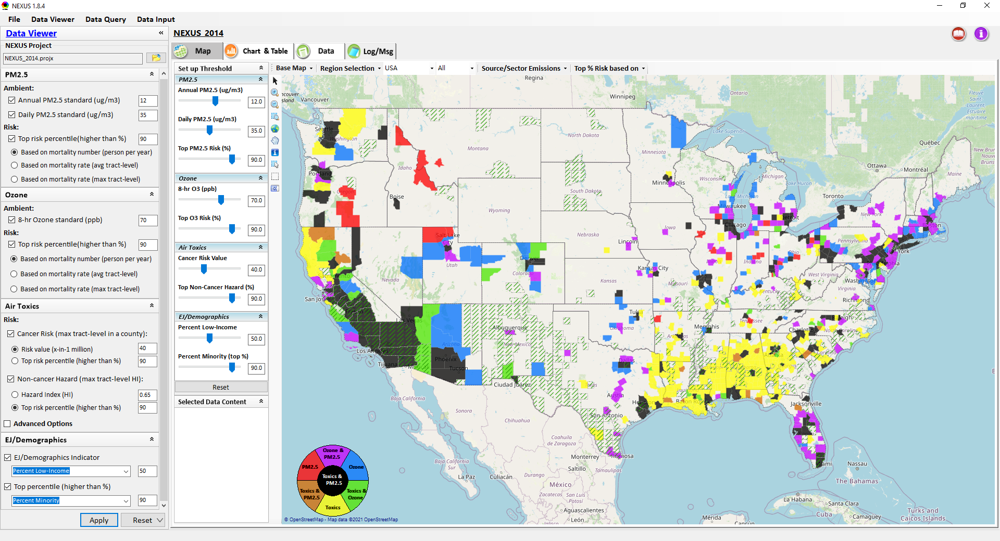 NEXUS 1.8.4
File Data Viewer Data Query Data Input
Data Viewer «
NEXUS Project
NEXUS_2014.projx
PM2.5
Ambient:
Annual PM2.5 standard (ug/m3) 12
Daily PM2.5 standard (ug/m3) 35
Risk:
Top risk percentile(higher than %) 90
Based on mortality number (person per year)
Based on mortality rate (avg tract-level)
Based on mortality rate (max tract-level)
Ozone
Ambient:
8-hr Ozone standard (ppb) 70
Risk:
Top risk percentile(higher than %) 90
Based on mortality number (person per year)
Based on mortality rate (avg tract-level)
Based on mortality rate (max tract-level)
Air Toxics
Risk:
Cancer Risk (max tract-level in a county):
Risk value (x-in-1 million) 40
Top risk percentile (higher than %) 90
Non-cancer Hazard (max tract-level HI):
Hazard Index (HI) 0.65
Top risk percentile (higher than %) 90
Advanced Options
EJ/Demographics
EJ/Demographics Indicator
Percent Low-Income 50
Top percentile (higher than %)
Percent Minority 90
Apply Reset
NEXUS_2014
Map Chart & Table Data Log/Msg
Set up Threshold
PM2.5
Annual PM2.5 (ug/m3)
12.0
Daily PM2.5 (ug/m3)
35.0
Top PM2.5 Risk (%)
90.0
Ozone
8-hr O3 (ppb)
70.0
Top O3 Risk (%)
90.0
Air Toxics
Cancer Risk Value
40.0
Top Non-Cancer Hazard (%)
90.0
EJ/Demographics
Percent Low-Income
50.0
Percent Minority (top %)
90.0
Reset
Selected Data Content
Base Map Region Selection USA All Source/Sector Emissions Top % Risk based on
Regina
Ontario
Fleuve
Saint-
Laurent,
Estuaire
maritime
Vancouver
Winnipeg
Seattle
Washington
Lake Superior
North Dakota
Québec
Montana
Minnesota
Ottawa
Montréal
Maine
Idaho
Portland
Minneapolis
Wisconsin
Michigan
Lake Huron
Oregon
Boise
South Dakota
Toronto
Lake Michigan
Milwaukee
Wyoming
New York
Detroit
Boston
Chicago
Iowa
Salt Lake
City
Nebraska
Lincoln
Pennsylvania
New York
Denver
Ohio
Illinois
Indiana
Philadelphia
Utah
Kansas City
Sacramento
Nevada
Colorado
Kansas
Missouri
West Virginia
Washington
Virginia
Kentucky
San José
Richmond
Fresno
Las Vegas
Tulsa
Raleigh
Albuquerque
Oklahoma
Memphis
Tennessee
Charlotte
North Carolina
Arkansas
Arizona
New Mexico
Los Angeles
Phoenix
Atlanta
Tijuana
Mexicali
Tucson
Dallas
Georgia
Ciudad Juárez
Texas
Louisiana
Austin
Baja California
Houston
Baton Rouge
Jacksonville
Sonora
San Antonio
Chihuahua
Florida
Coahuila
de Zaragoza
Monterrey
Reynosa
Baja California
Sur
Saltillo
Miami
Nassau
La Paz
Culiacán
Durango
Tamaulipas
The Bahamas
México
Zacatecas San Luis
Potosí
La Habana
Santa Clara
Aguascalientes
Turks and
Caicos Islands
Cuba
Camagüey
León
Mérida
Cancún
Jalisco
Ozone &
PM2.5
PM2.5
Ozone
Toxics &
PM2.5
Toxics &
PM2.5
Toxics &
Ozone
Toxics
© OpenStreetMap - Map data ©2021 OpenStreetMap